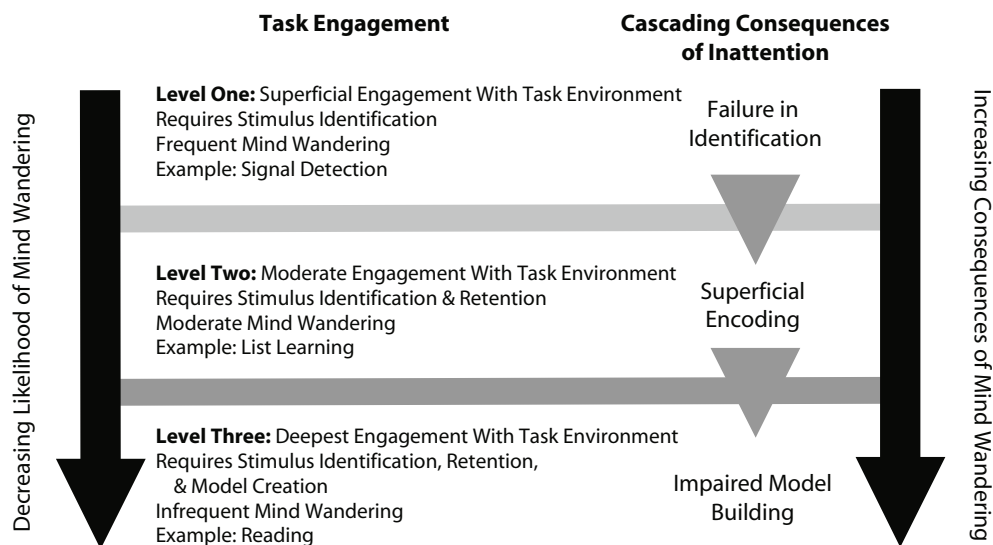 Task Engagement
Cascading Consequences
of Inattention
Decreasing Likelihood of Mind Wandering
Level One: Superficial Engagement With Task Environment
Requires Stimulus Identification
Frequent Mind Wandering
Example: Signal Detection
Failure in
Identification
Level Two: Moderate Engagement With Task Environment
Requires Stimulus Identification & Retention
Moderate Mind Wandering
Example: List Learning
Superficial
Encoding
Level Three: Deepest Engagement With Task Environment
Requires Stimulus Identification, Retention,
& Model Creation
Infrequent Mind Wandering
Example: Reading
Impaired Model
Building
Increasing Consequences of Mind Wandering